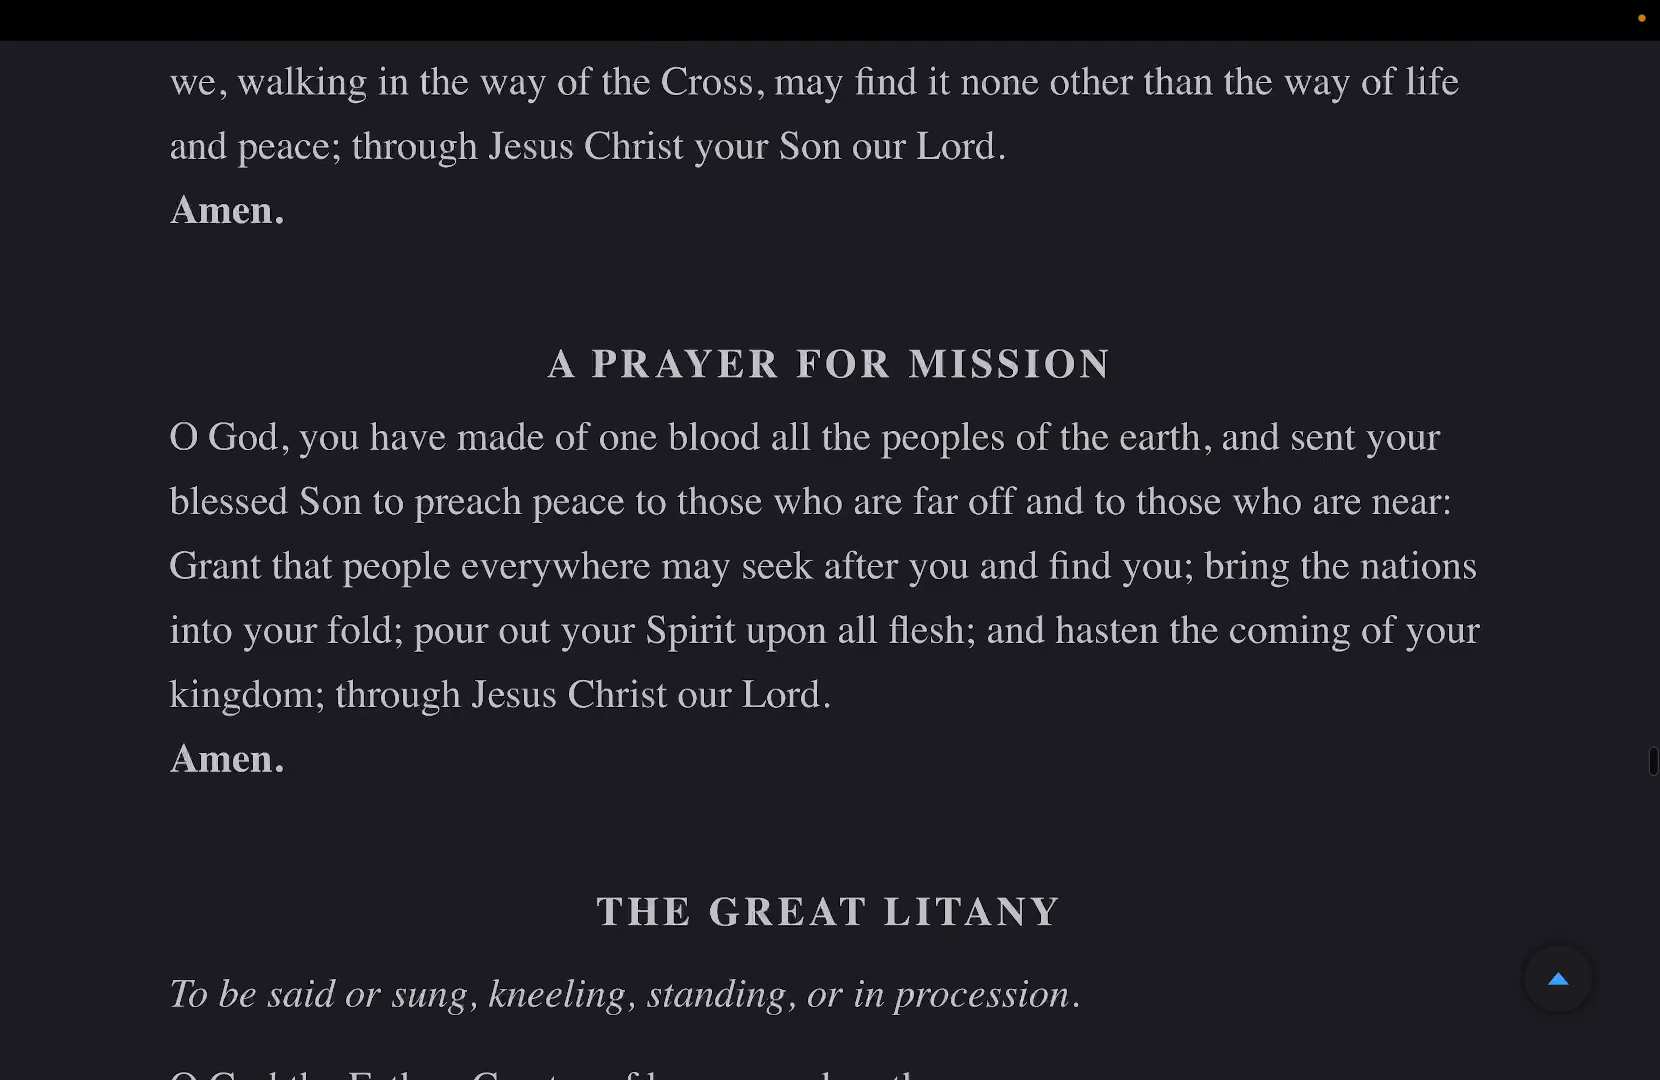 we, walking in the way of the Cross, may find it none other than the way of life
and peace; through Jesus Christ your Son our Lord.
Amen.
A PRAYER FOR MISSION
O God, you have made of one blood all the peoples of the earth, and sent your
blessed Son to preach peace to those who are far off and to those who are near:
Grant that people everywhere may seek after you and find you; bring the nations
into your fold; pour out your Spirit upon all flesh; and hasten the coming of your
kingdom; through Jesus Christ our Lord.
Amen.
THE GREAT LITANY
To be said or sung, kneeling, standing, or in procession.